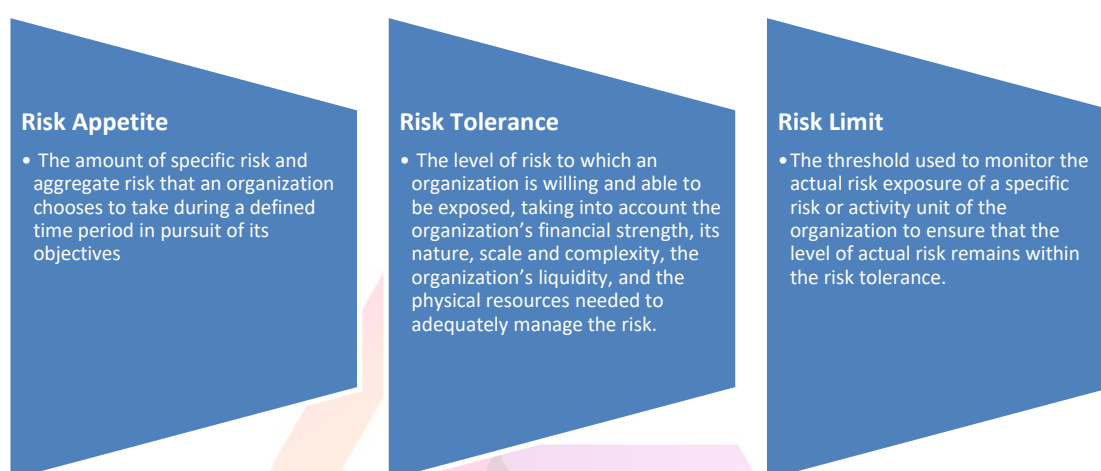 Risk Appetite
• The amount of specific risk and
aggregate risk that an organization
chooses to take during a defined
time period in pursuit of its
objectives
Risk Tolerance
• The level of risk to which an
organization is willing and able to
be exposed, taking into account the
organization’s financial strength, its
nature, scale and complexity, the
organization’s liquidity, and the
physical resources needed to
adequately manage the risk.
Risk Limit
•The threshold used to monitor the
actual risk exposure of a specific
risk or activity unit of the
organization to ensure that the
level of actual risk remains within
the risk tolerance.